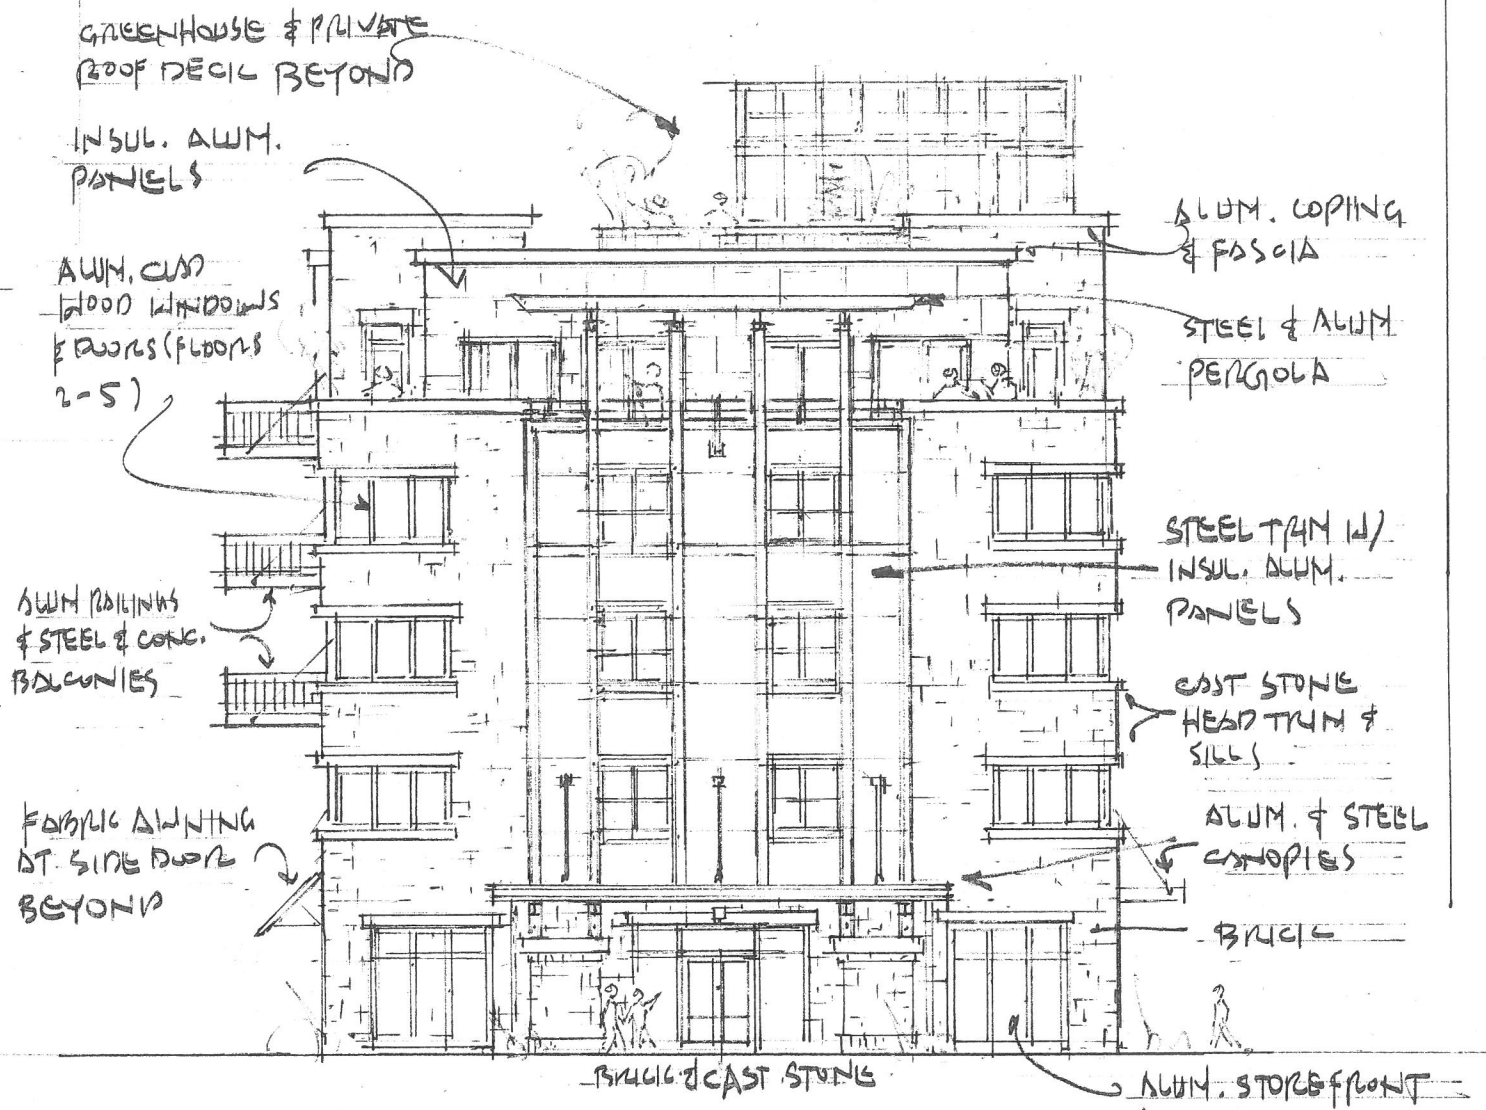 GREENHOUSE & PRIVATE
ROOF DECK BEYOND
INSUL. ALUM.
PANELS
ALUM. CLAD
WOOD WINDOWS
& DOORS (FLOORS
2-5)
ALUM RAILINGS
& STEEL & CONC.
BALCONIES
FABRIC AWNING
AT SIDE DOOR
BEYOND
ALUM. COPING
& FASCIA
STEEL & ALUM
PERGOLA
STEEL TRIM W/
INSUL. ALUM.
PANELS
CAST STONE
HEAD TRIM &
SILLS
ALUM. & STEEL
CANOPIES
BRICK
BRICK & CAST STONE
ALUM. STOREFRONT